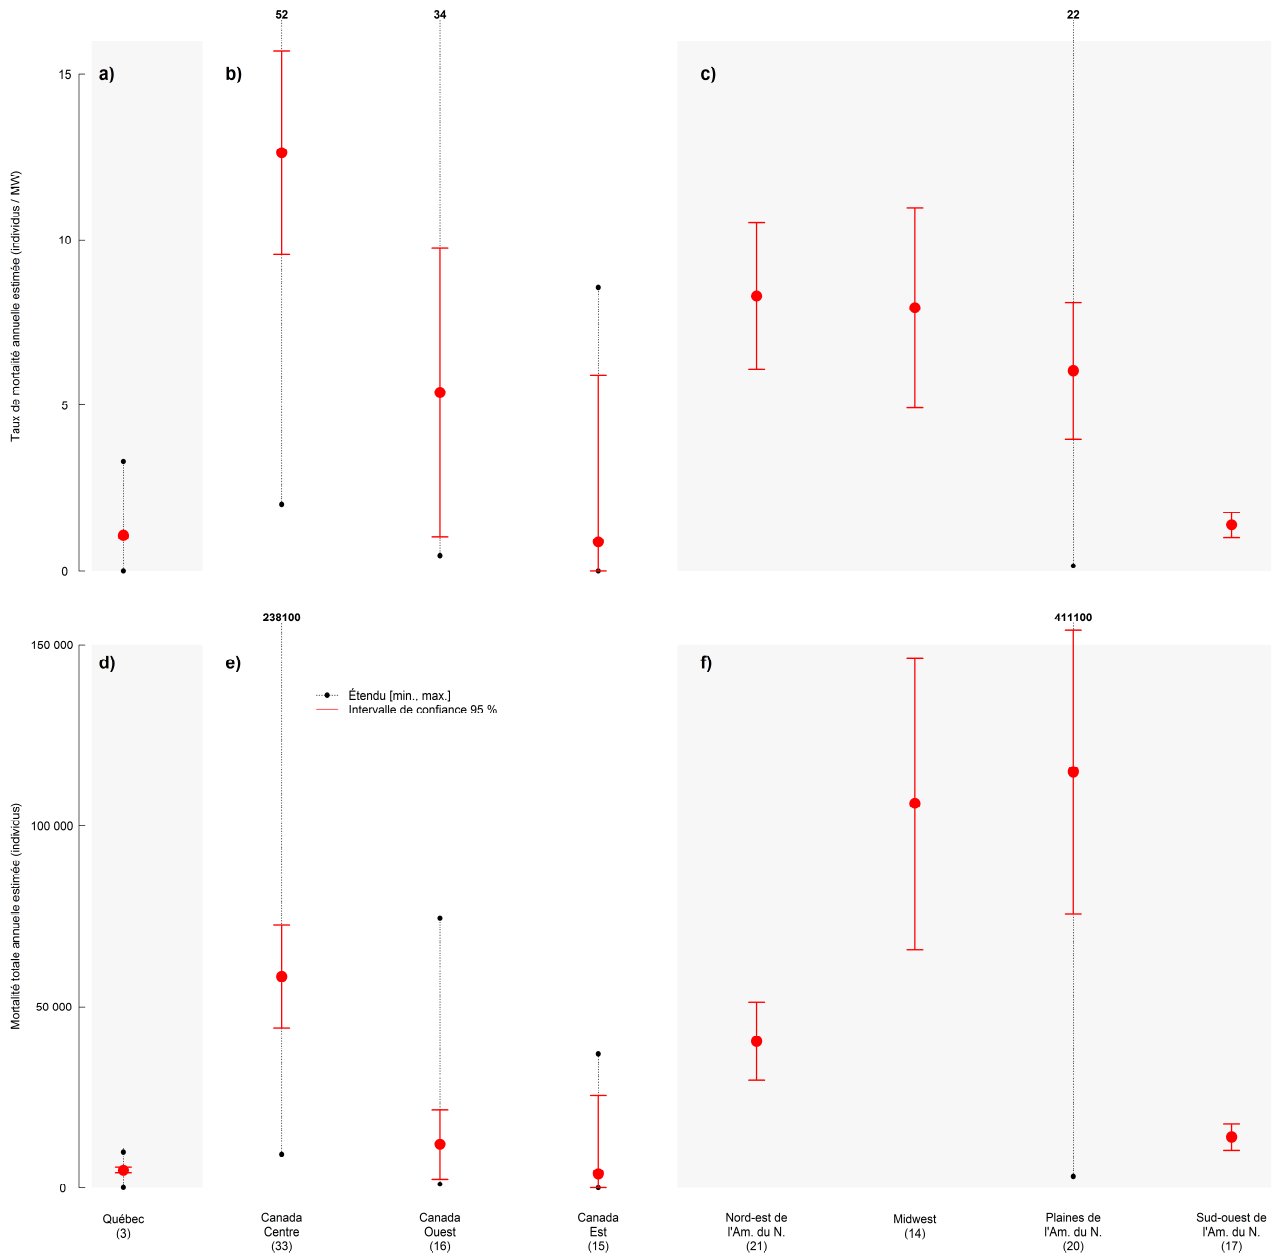 52
34
22
a)
b)
c)
15
10
5
0
Taux de mortaité annuelle estimée (individus / MW)
238100
411100
150 000
100 000
50 000
0
d)
e)
f)
Étendu [min., max.]
Intervalle de confiance 95 %
Mortalité totale annuelle estimée (individus)
Québec
(3)
Canada
Centre
(33)
Canada
Ouest
(16)
Canada
Est
(15)
Nord-est de
l'Am. du N.
(21)
Midwest
(14)
Plaines de
l'Am. du N.
(20)
Sud-ouest de
l'Am. du N.
(17)